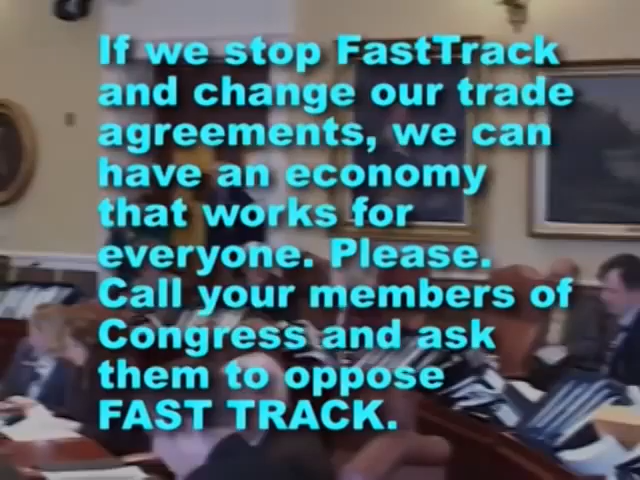 If we stop FastTrack
and change our trade
agreements, we can
have an economy
that works for
everyone. Please.
Call your members of
Congress and ask
them to oppose
FAST TRACK.